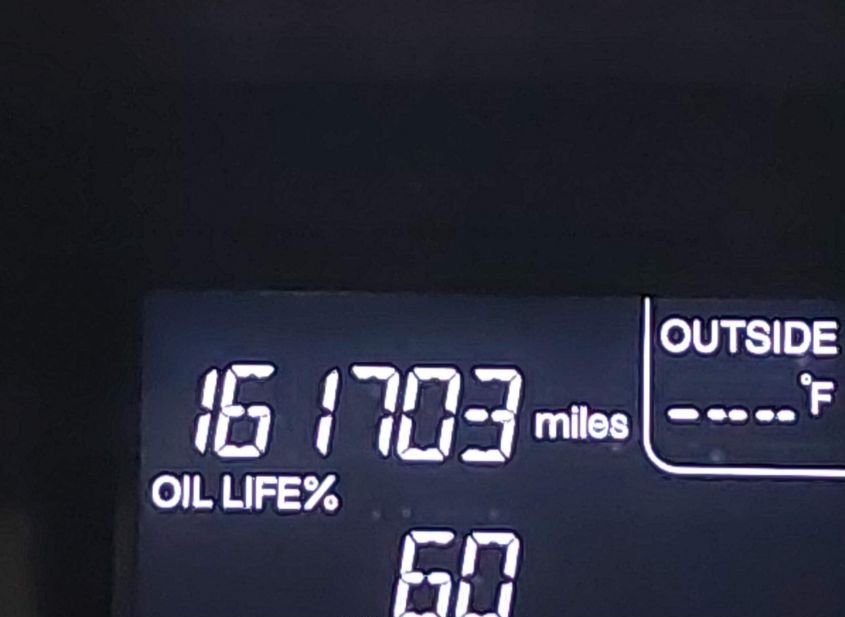 OUTSIDE
161703 miles
----°F
OIL LIFE%
60